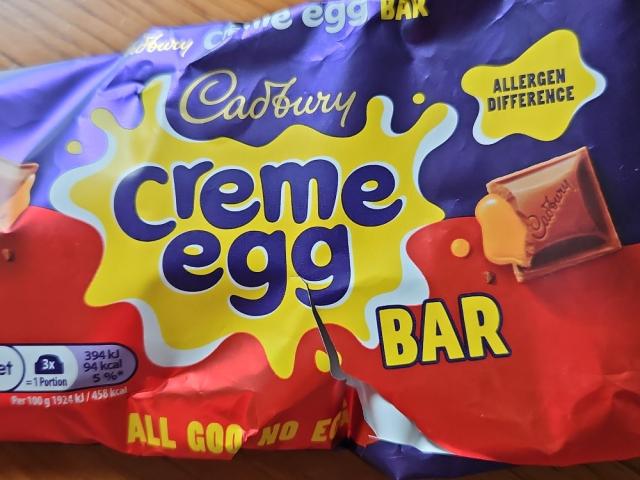 Cadbury creme egg BAR
Cadbury
creme
egg
BAR
ALLERGEN
DIFFERENCE
Cadbury
3x
= 1 Portion
394 kJ
94 kcal
5 %*
Per 100 g 1924 kJ / 458 kcal
ALL GOO NO